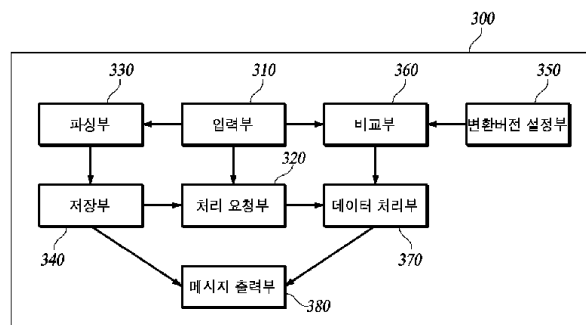 300
330
310
360
350
파싱부
입력부
비교부
변환버전 설정부
320
저장부
처리 요청부
데이터 처리부
340
370
메시지 출력부
380